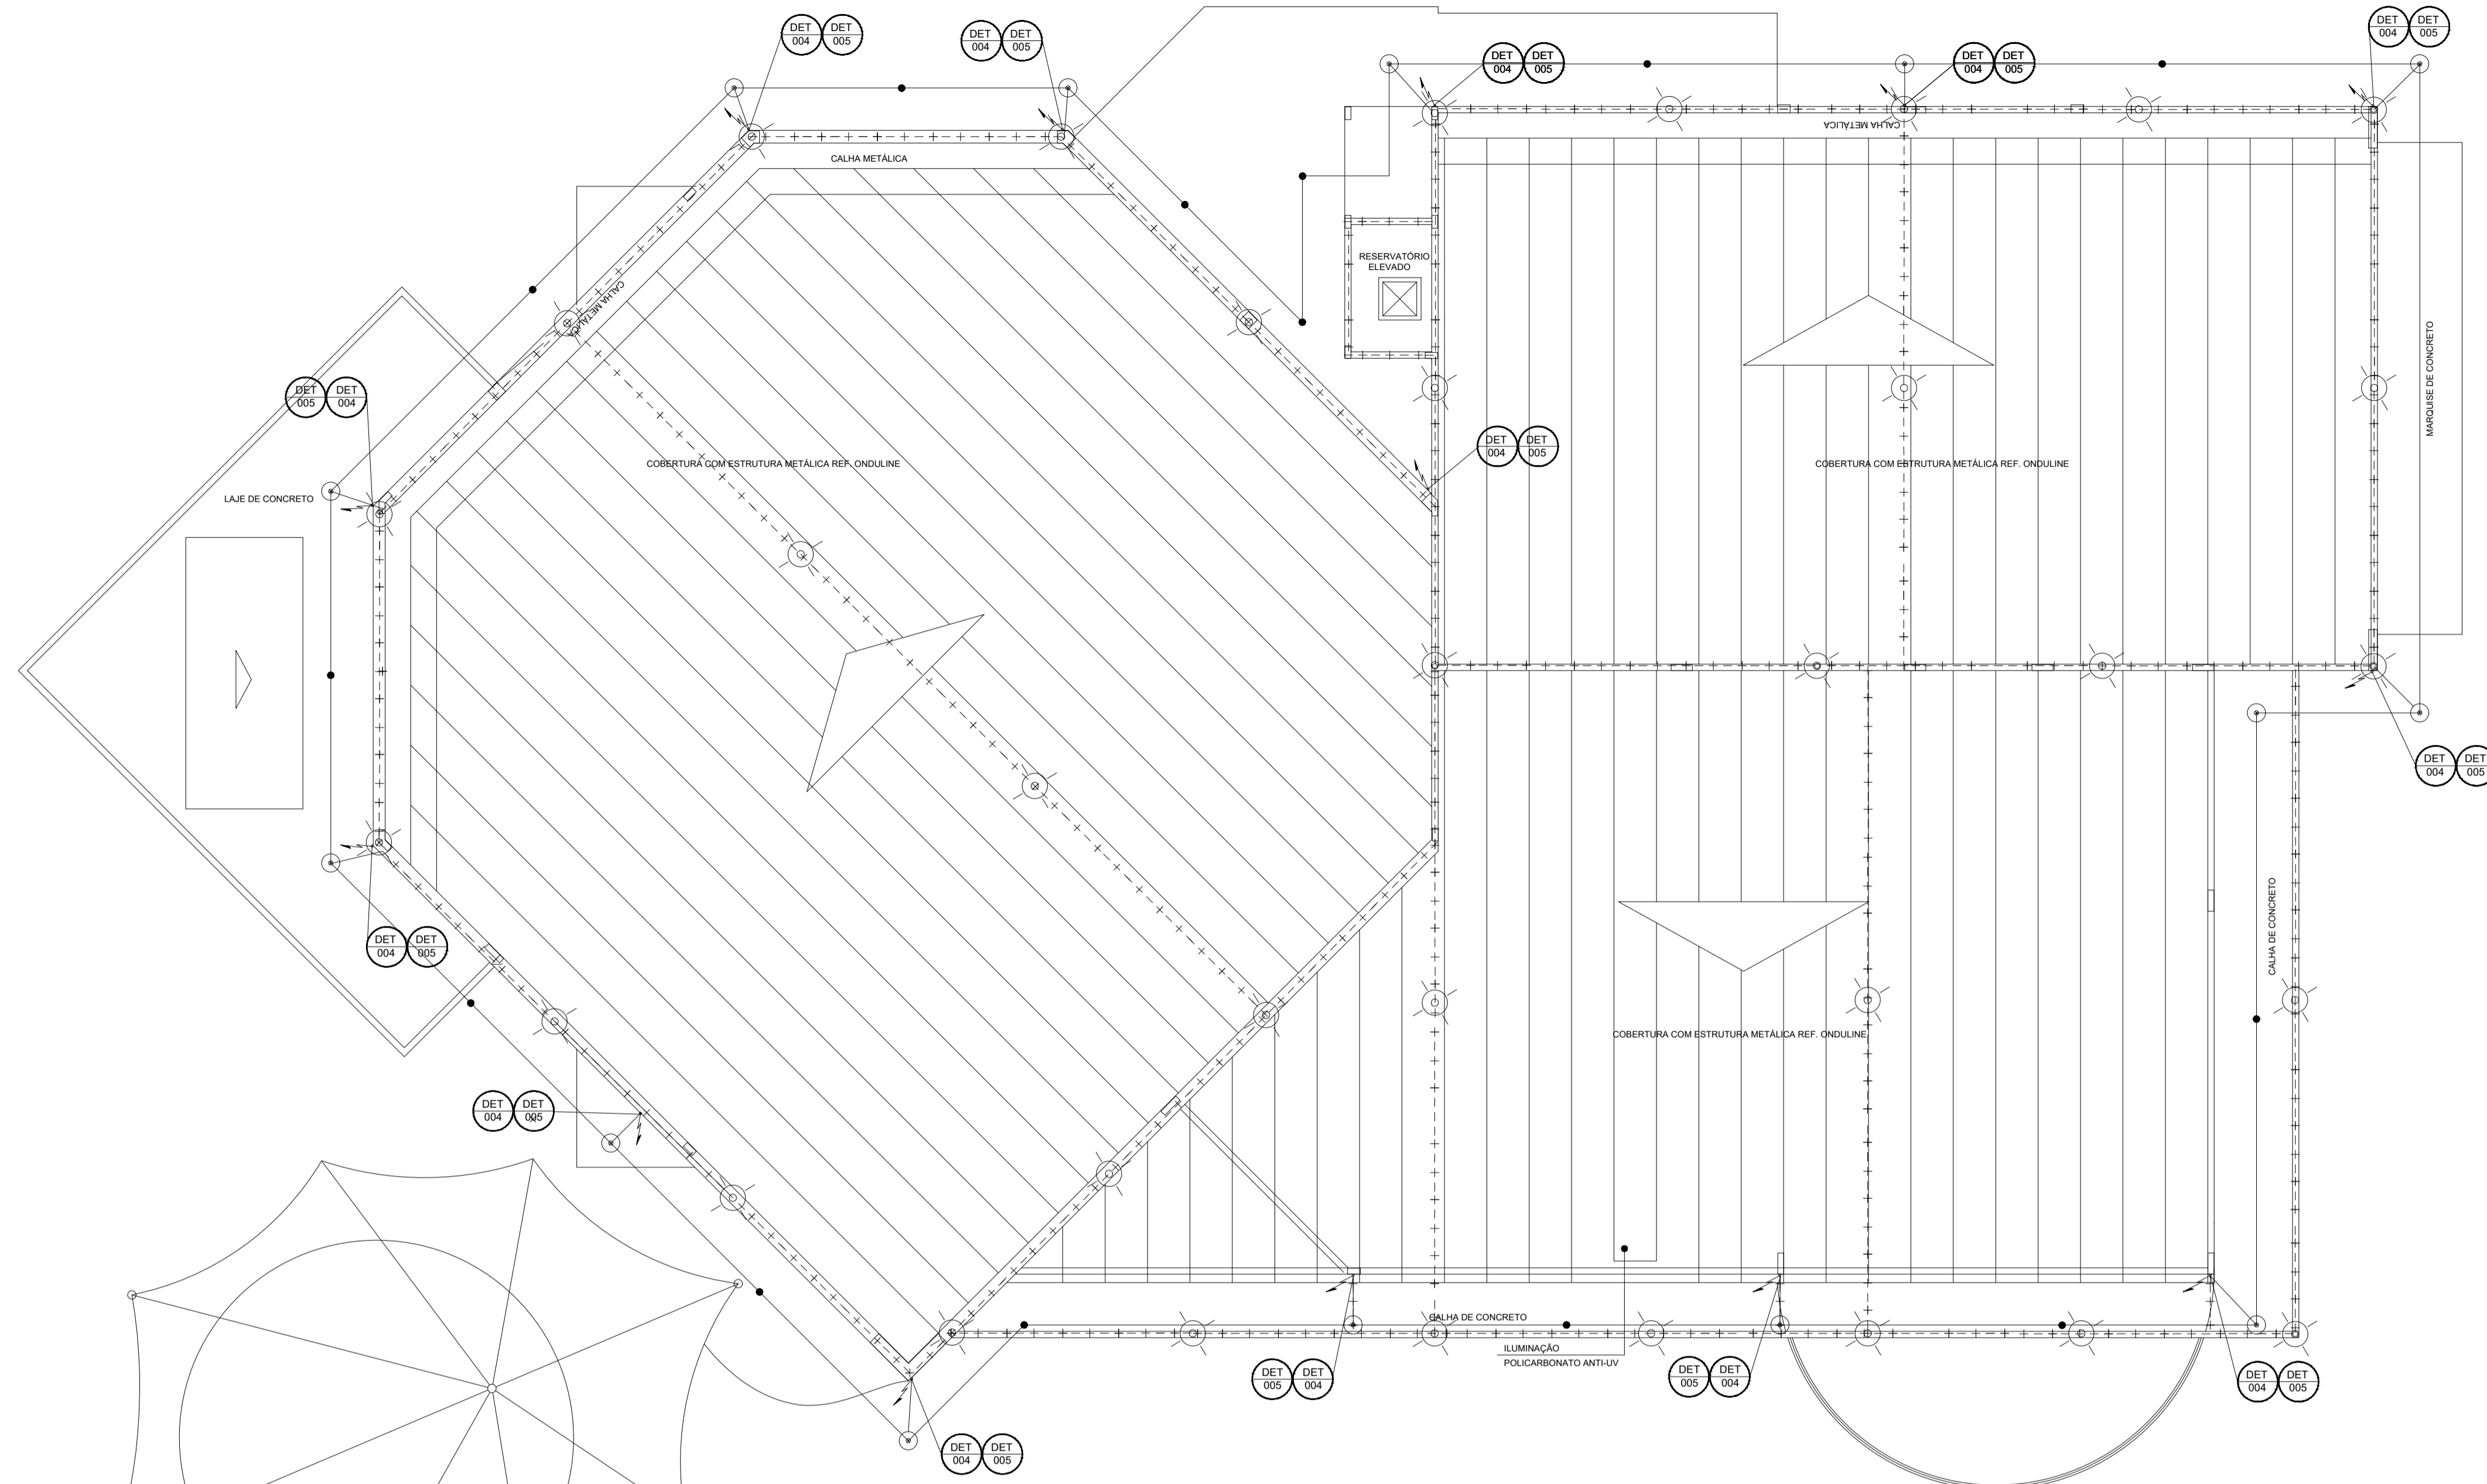 DET DET
004 005
DET DET
004 005
DET DET
004 005
DET DET
004 005
DET DET
004 005
CALHA METÁLICA
CALHA METÁLICA
CALHA METÁLICA
RESERVATÓRIO
ELEVADO
MARQUISE DE CONCRETO
DET DET
005 004
DET DET
004 005
COBERTURA COM ESTRUTURA METÁLICA REF. ONDULINE
COBERTURA COM ESTRUTURA METÁLICA REF. ONDULINE
LAJE DE CONCRETO
DET DET
004 005
CALHA DE CONCRETO
DET DET
004 005
COBERTURA COM ESTRUTURA METÁLICA REF. ONDULINE
DET DET
004 005
CALHA DE CONCRETO
ILUMINAÇÃO
POLICARBONATO ANTI-UV
DET DET
005 004
DET DET
005 004
DET DET
004 005
DET DET
004 005